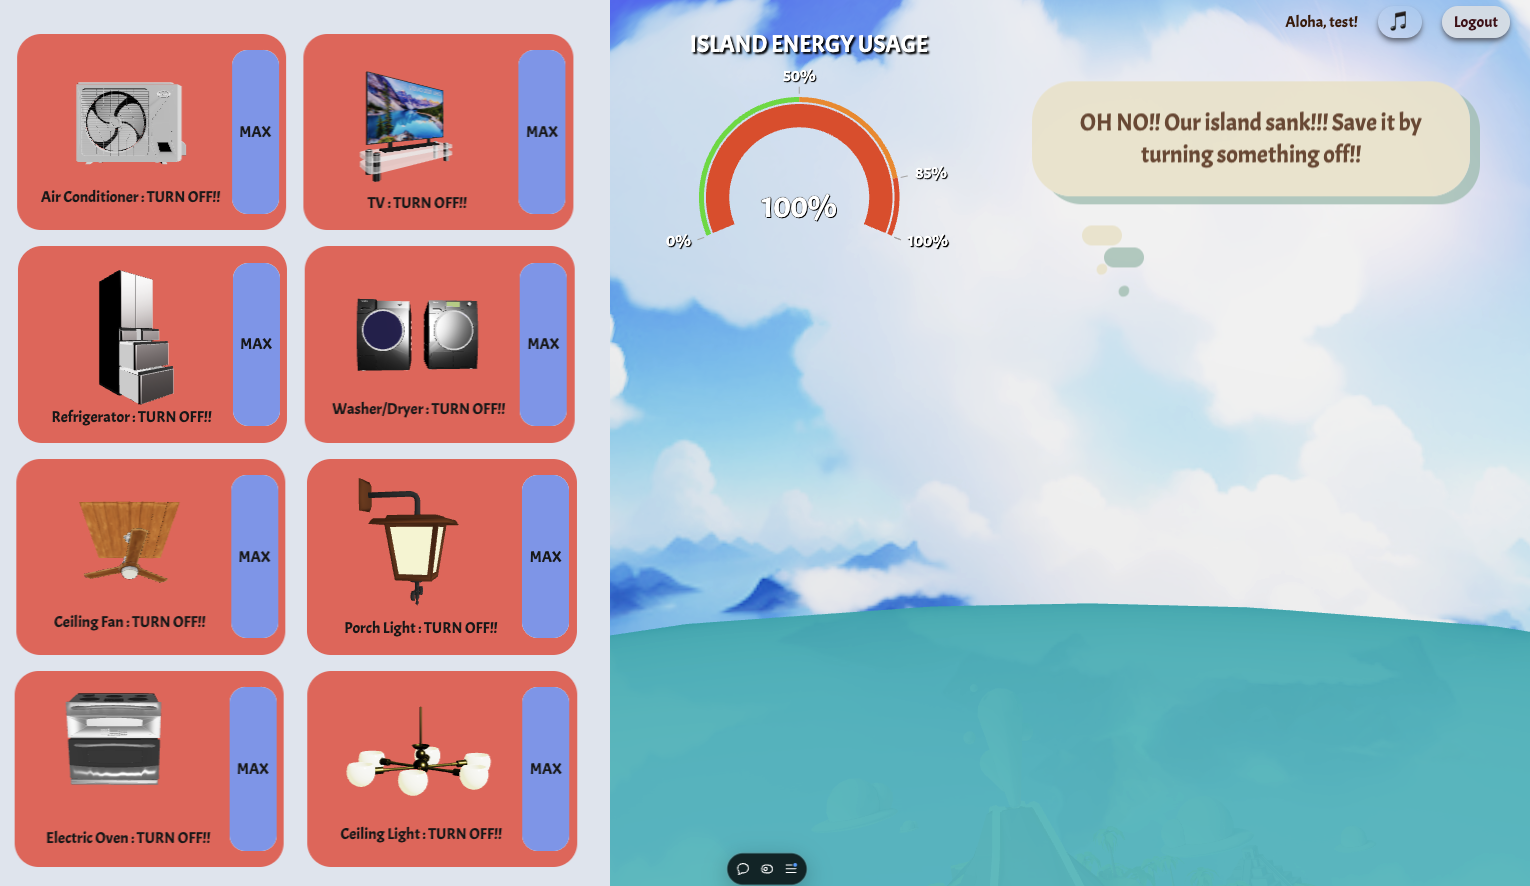 Aloha, test!
Logout
ISLAND ENERGY USAGE
50%
85%
100%
0%
100%
OH NO!! Our island sank!!! Save it by
turning something off!!
MAX
Air Conditioner : TURN OFF!!
MAX
TV : TURN OFF!!
MAX
Refrigerator : TURN OFF!!
MAX
Washer/Dryer : TURN OFF!!
MAX
Ceiling Fan : TURN OFF!!
MAX
Porch Light : TURN OFF!!
MAX
Electric Oven : TURN OFF!!
MAX
Ceiling Light : TURN OFF!!